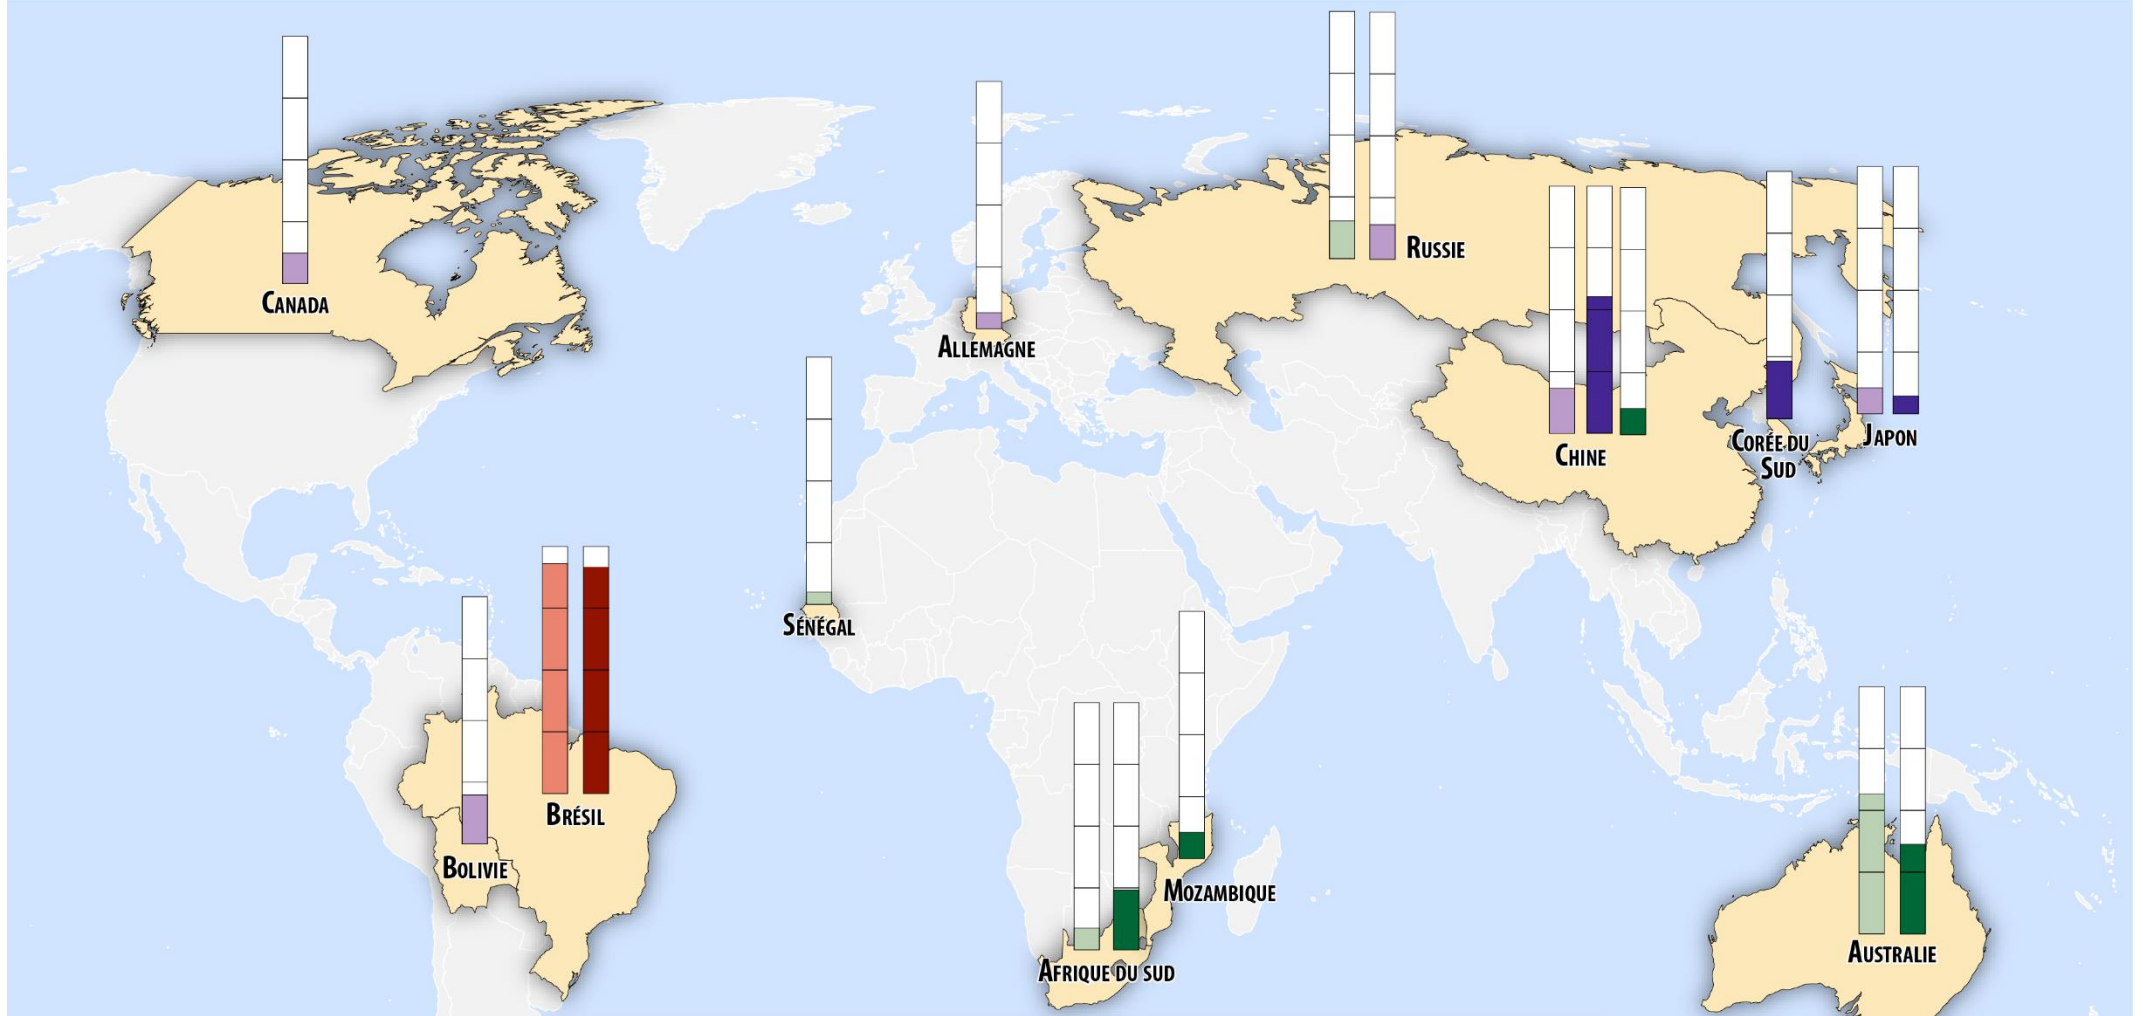 CANADA
ALLEMAGNE
RUSSIE
CHINE
CORÉE DU
SUD
JAPON
SÉNÉGAL
BRÉSIL
BOLIVIE
MOZAMBIQUE
AFRIQUE DU SUD
AUSTRALIE